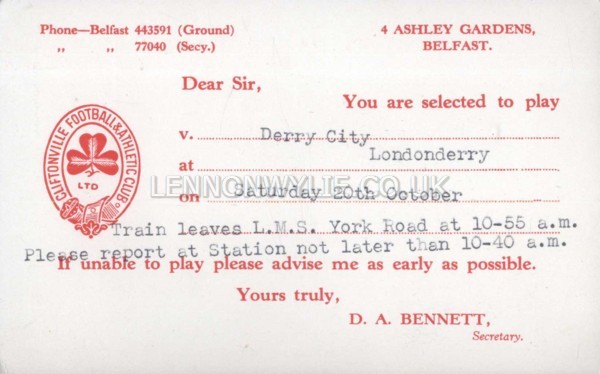 Phone—Belfast 443591 (Ground)
„ „ 77040 (Secy.)
4 ASHLEY GARDENS,
BELFAST.
Dear Sir,
You are selected to play
v. Derry City
at Londonderry
on Saturday 20th October
Train leaves L.M.S. York Road at 10-55 a.m.
Please report at Station not later than 10-40 a.m.
If unable to play please advise me as early as possible.
Yours truly,
D. A. BENNETT,
Secretary.
CLIFTONVILLE FOOTBALL & ATHLETIC CLUB
LTD
LENNONWYLIE.CO.UK